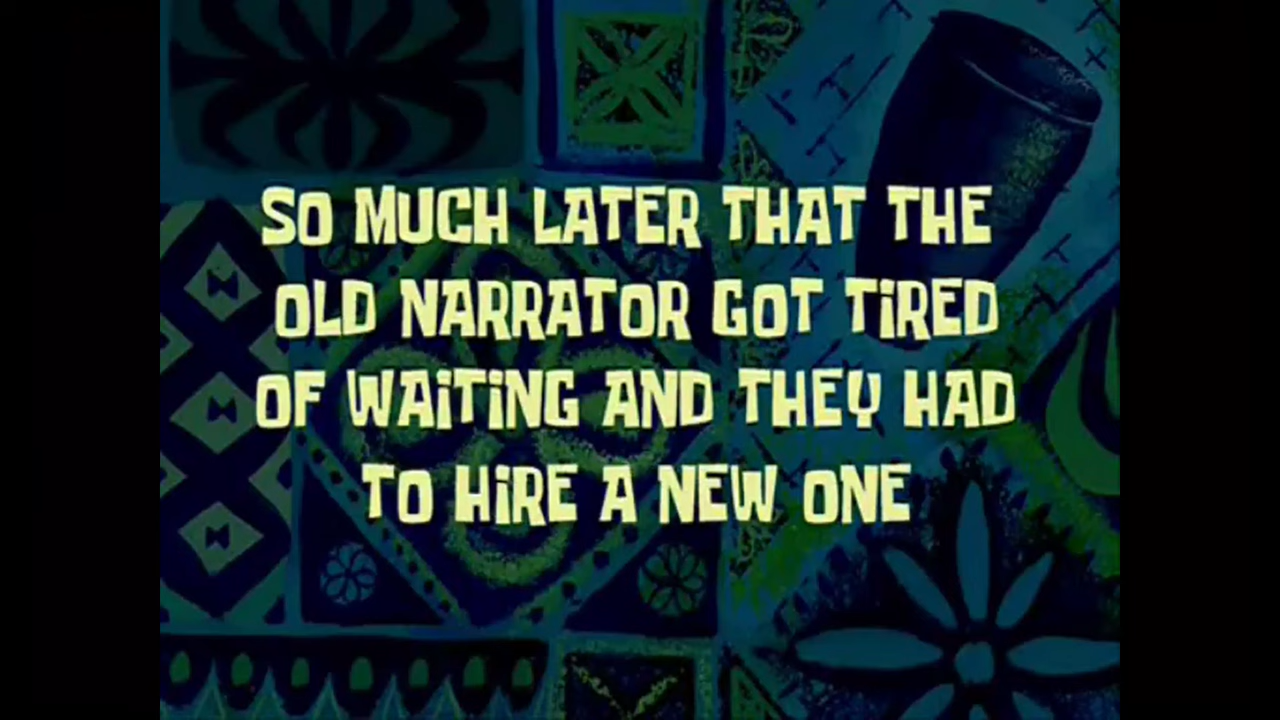 SO MUCH LATER THAT THE
OLD NARRATOR GOT TiRED
OF WAiTiNG AND THEY HAD
TO HiRE A NEW ONE